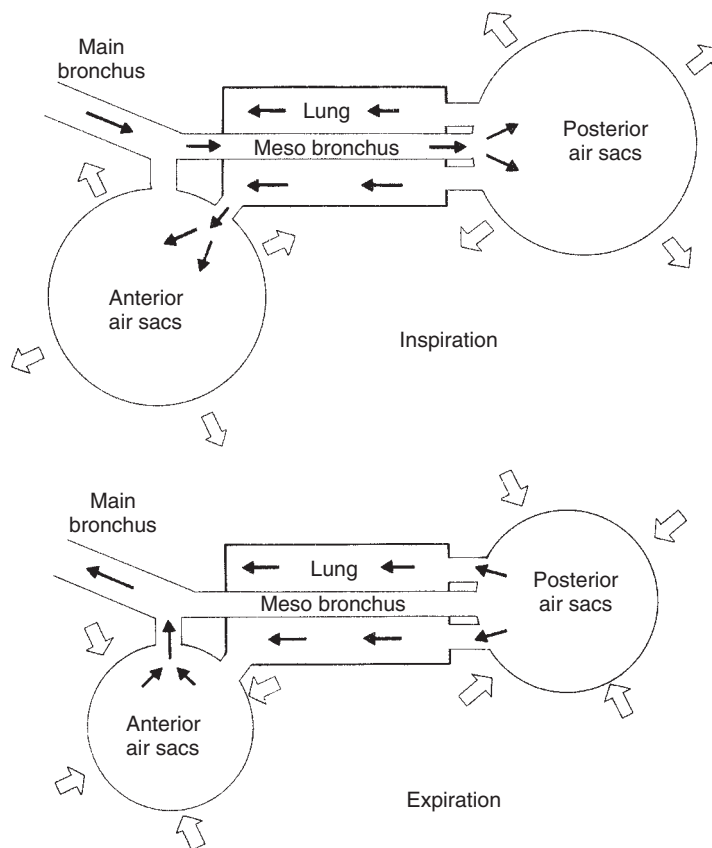 Main
bronchus
Lung
Meso bronchus
Posterior
air sacs
Anterior
air sacs
Inspiration
Main
bronchus
Lung
Meso bronchus
Posterior
air sacs
Anterior
air sacs
Expiration